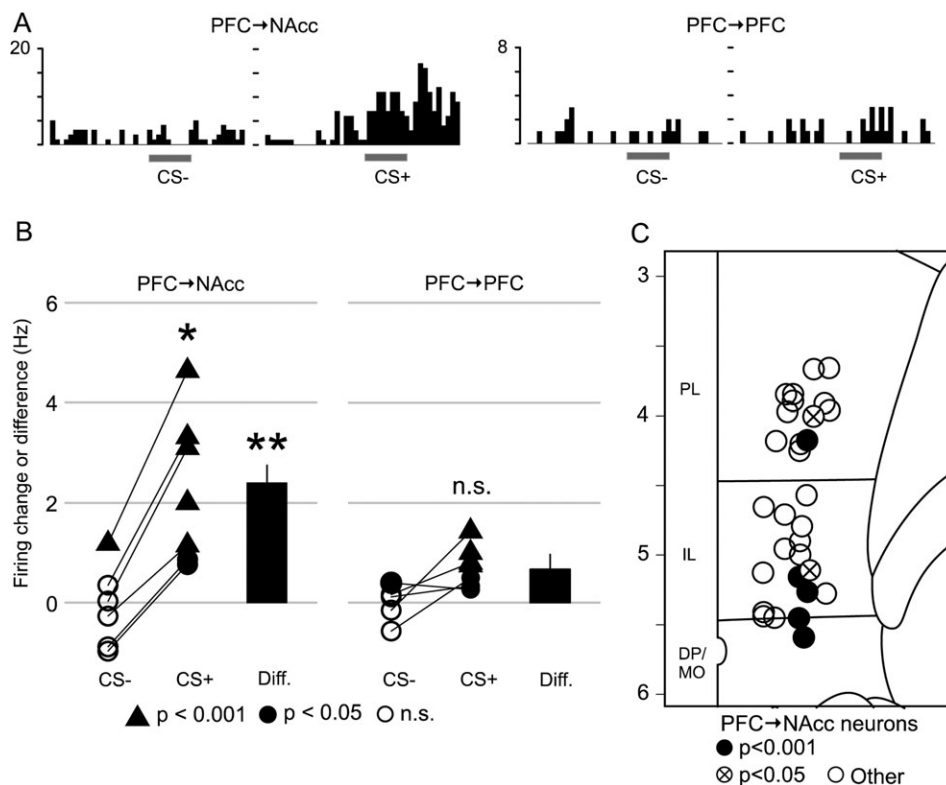 A
PFC→NAcc
PFC→PFC
20
8
0
0
CS-
CS+
CS-
CS+
B
C
PFC→NAcc
PFC→PFC
3
6
*
PL
4
4
Firing change or difference (Hz)
**
n.s.
2
IL
5
0
DP/
MO
6
CS-
CS+
Diff.
CS-
CS+
Diff.
p < 0.001
p < 0.05
n.s.
PFC→NAcc neurons
p<0.001
p<0.05
Other